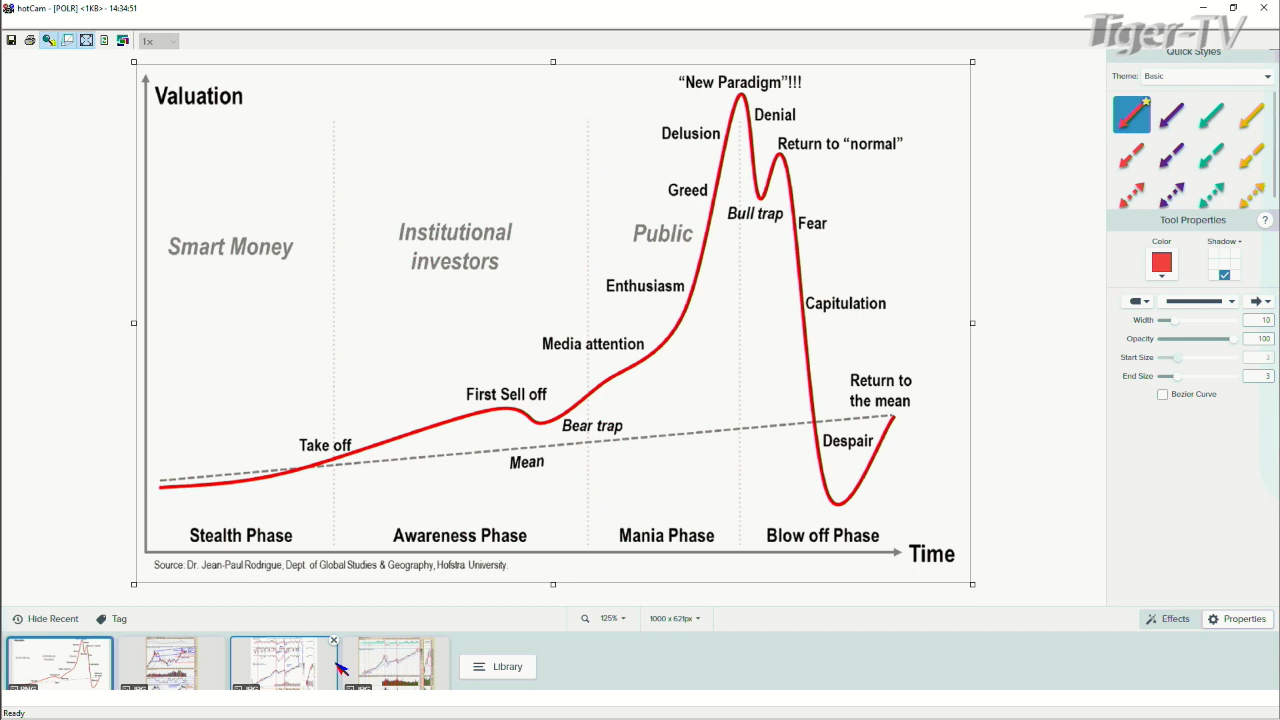 hotCam - [POLR] <1KB> - 14:34:51
Tiger-TV
1x
Quick Styles
Theme: Basic
Valuation
“New Paradigm”!!!
Denial
Delusion
Return to “normal”
Greed
Bull trap
Fear
Smart Money
Institutional
investors
Public
Enthusiasm
Capitulation
Media attention
First Sell off
Return to
the mean
Bear trap
Take off
Despair
Mean
Stealth Phase
Awareness Phase
Mania Phase
Blow off Phase
Time
Source: Dr. Jean-Paul Rodrigue, Dept. of Global Studies & Geography, Hofstra University.
Tool Properties
?
Color
Shadow
Width 10
Opacity 100
Start Size 3
End Size 3
Bezier Curve
Hide Recent
Tag
125%
1000 x 621px
Effects
Properties
Library
Ready